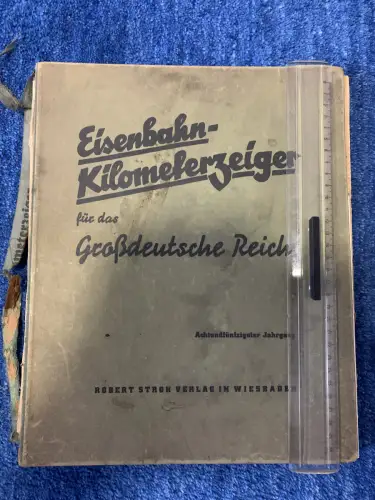 Eisenbahn-
Kilometerzeiger
für das
Großdeutsche Reich
Achtundfünfzigster Jahrgang
ROBERT STROH VERLAG IN WIESBADEN